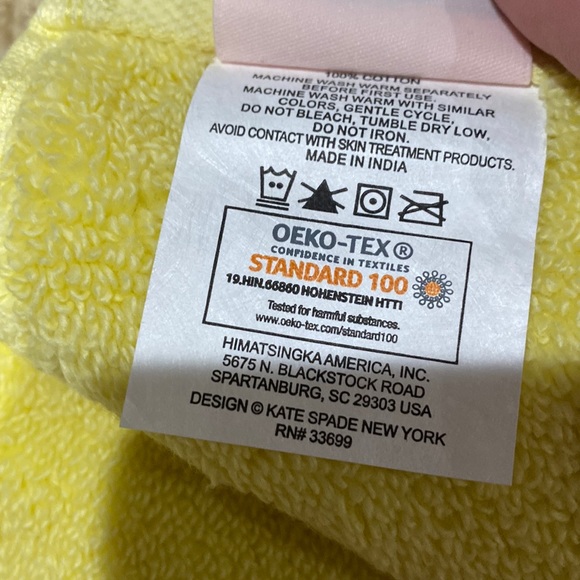 100% COTTON
MACHINE WASH WARM SEPARATELY
BEFORE FIRST USE.
MACHINE WASH WARM WITH SIMILAR
COLORS, GENTLE CYCLE,
DO NOT BLEACH, TUMBLE DRY LOW,
DO NOT IRON.
AVOID CONTACT WITH SKIN TREATMENT PRODUCTS.
MADE IN INDIA
OEKO-TEX®
CONFIDENCE IN TEXTILES
STANDARD 100
19.HIN.66860 HOHENSTEIN HTTI
Tested for harmful substances.
www.oeko-tex.com/standard100
HIMATSINGKA AMERICA, INC.
5675 N. BLACKSTOCK ROAD
SPARTANBURG, SC 29303 USA
DESIGN © KATE SPADE NEW YORK
RN# 33699